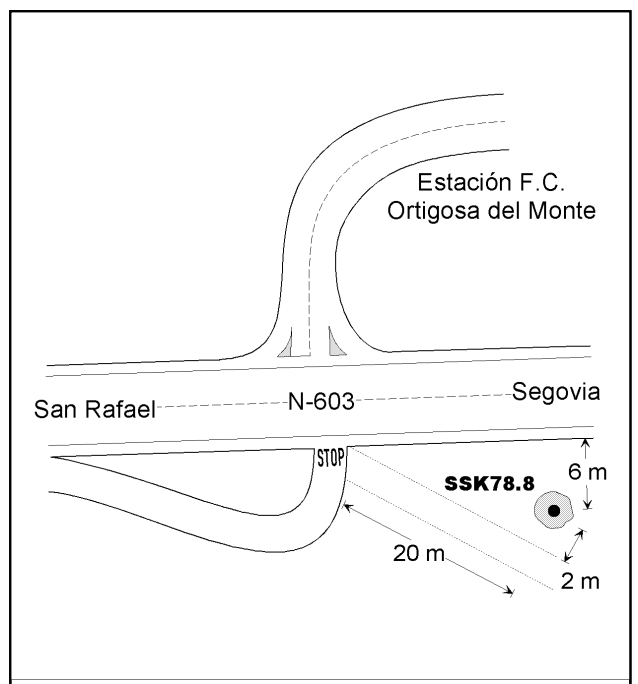 Estación F.C.
Ortigosa del Monte
San Rafael
N-603
Segovia
STOP
SSK78.8
6 m
20 m
2 m